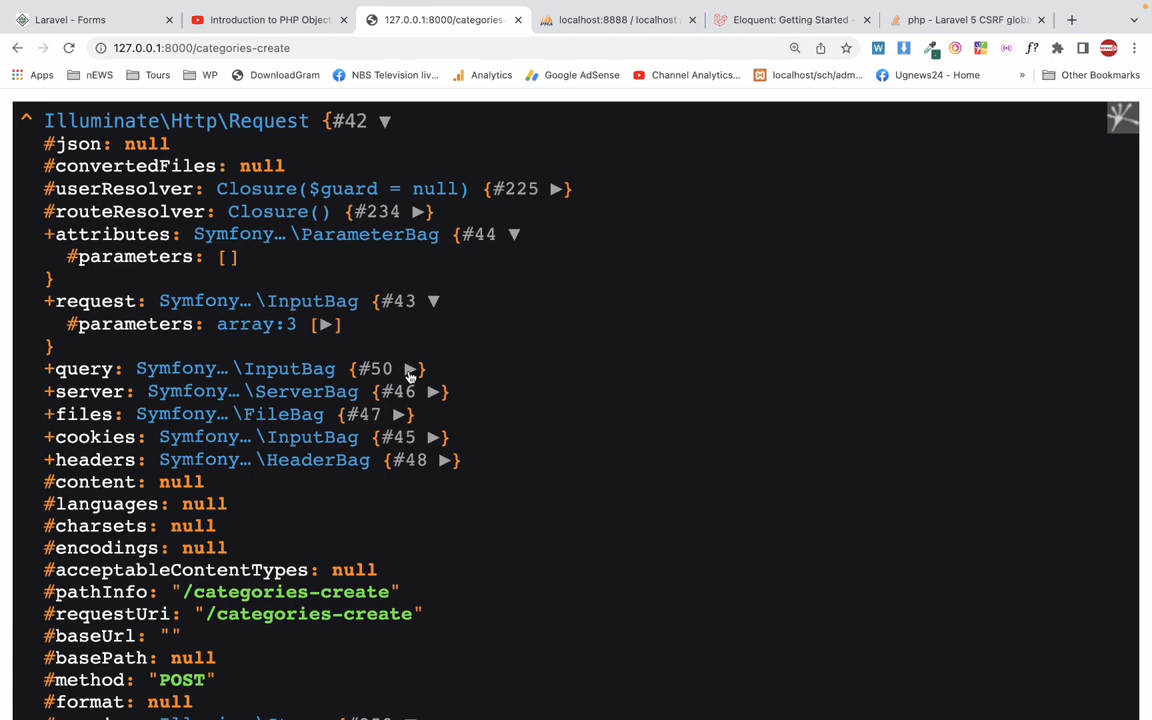 Laravel - Forms
Introduction to PHP Object
127.0.0.1:8000/categories-
localhost:8888 / localhost /
Eloquent: Getting Started -
php - Laravel 5 CSRF globa
127.0.0.1:8000/categories-create
Apps
nEWS
Tours
WP
DownloadGram
NBS Television liv...
Analytics
Google AdSense
Channel Analytics...
localhost/sch/adm...
Ugnews24 - Home
»
Other Bookmarks
^ Illuminate\Http\Request {#42 ▼
#json: null
#convertedFiles: null
#userResolver: Closure($guard = null) {#225 ▶}
#routeResolver: Closure() {#234 ▶}
+attributes: Symfony…\ParameterBag {#44 ▼
#parameters: []
}
+request: Symfony…\InputBag {#43 ▼
#parameters: array:3 [▶]
}
+query: Symfony…\InputBag {#50 ▶}
+server: Symfony…\ServerBag {#46 ▶}
+files: Symfony…\FileBag {#47 ▶}
+cookies: Symfony…\InputBag {#45 ▶}
+headers: Symfony…\HeaderBag {#48 ▶}
#content: null
#languages: null
#charsets: null
#encodings: null
#acceptableContentTypes: null
#pathInfo: "/categories-create"
#requestUri: "/categories-create"
#baseUrl: ""
#basePath: null
#method: "POST"
#format: null